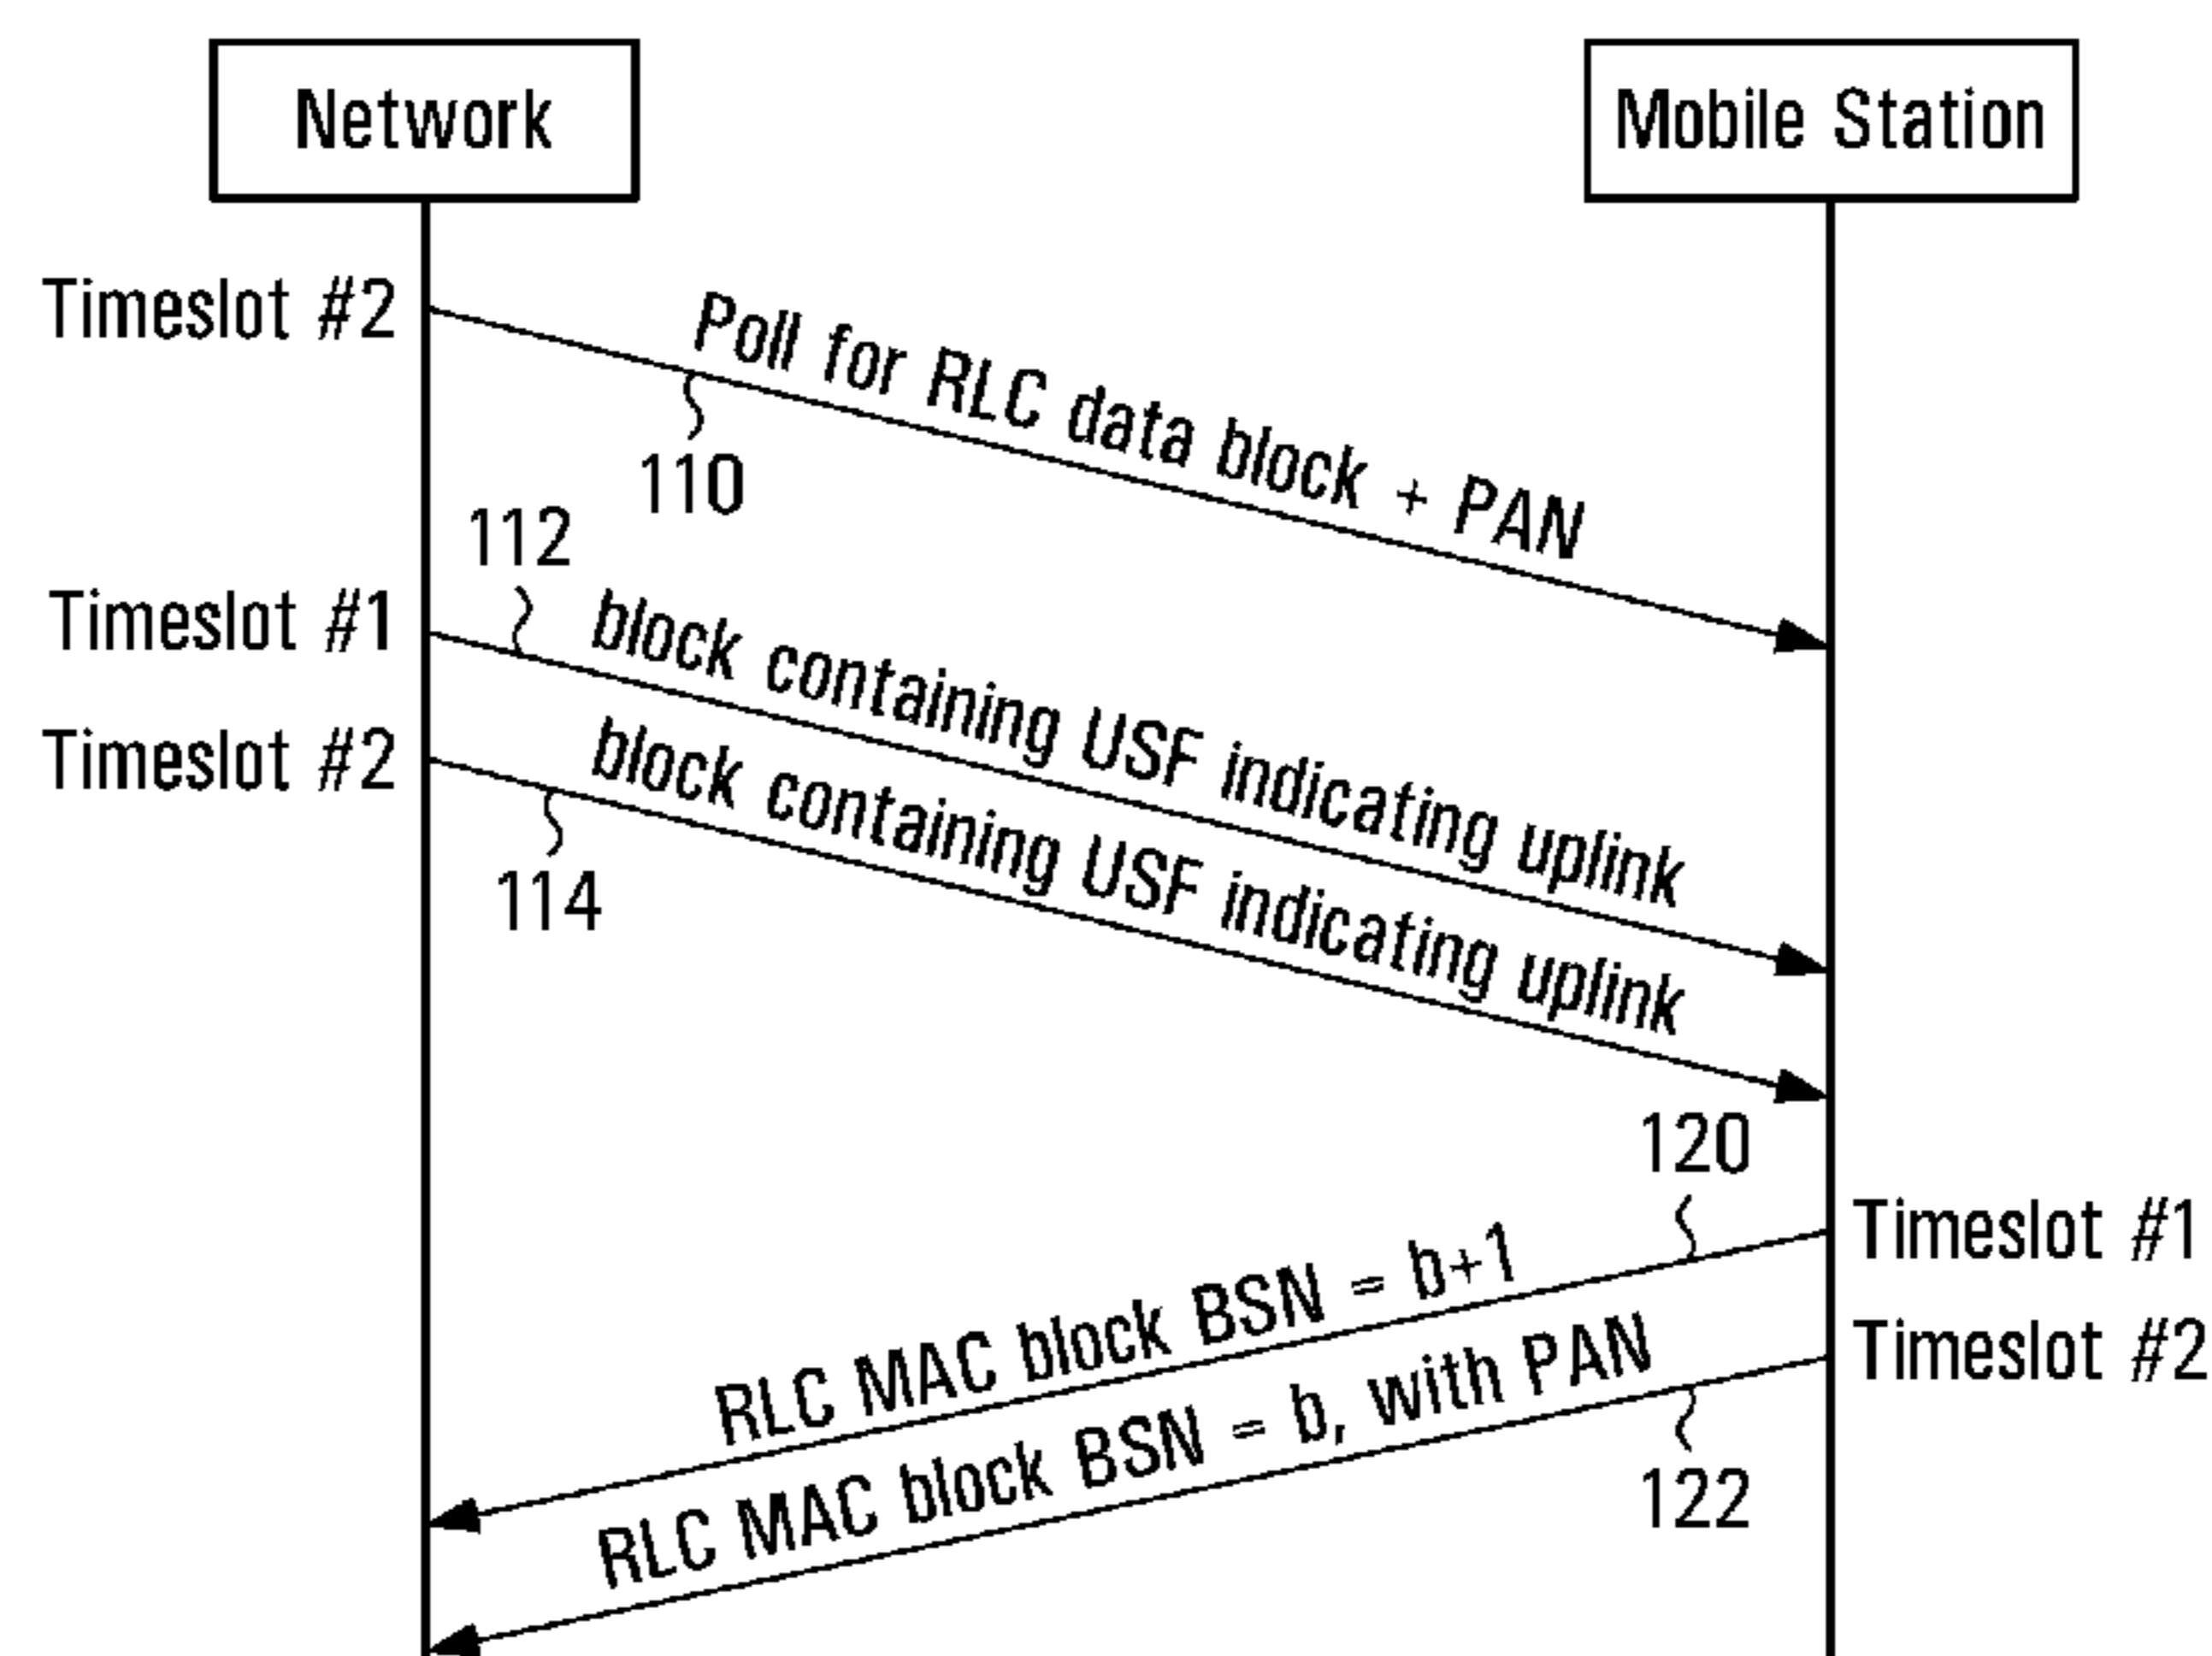 Network
Mobile Station
Timeslot #2
Poll for RLC data block + PAN
110
112
Timeslot #1
block containing USF indicating uplink
Timeslot #2
block containing USF indicating uplink
114
120
Timeslot #1
RLC MAC block BSN = b+1
Timeslot #2
RLC MAC block BSN = b, with PAN
122